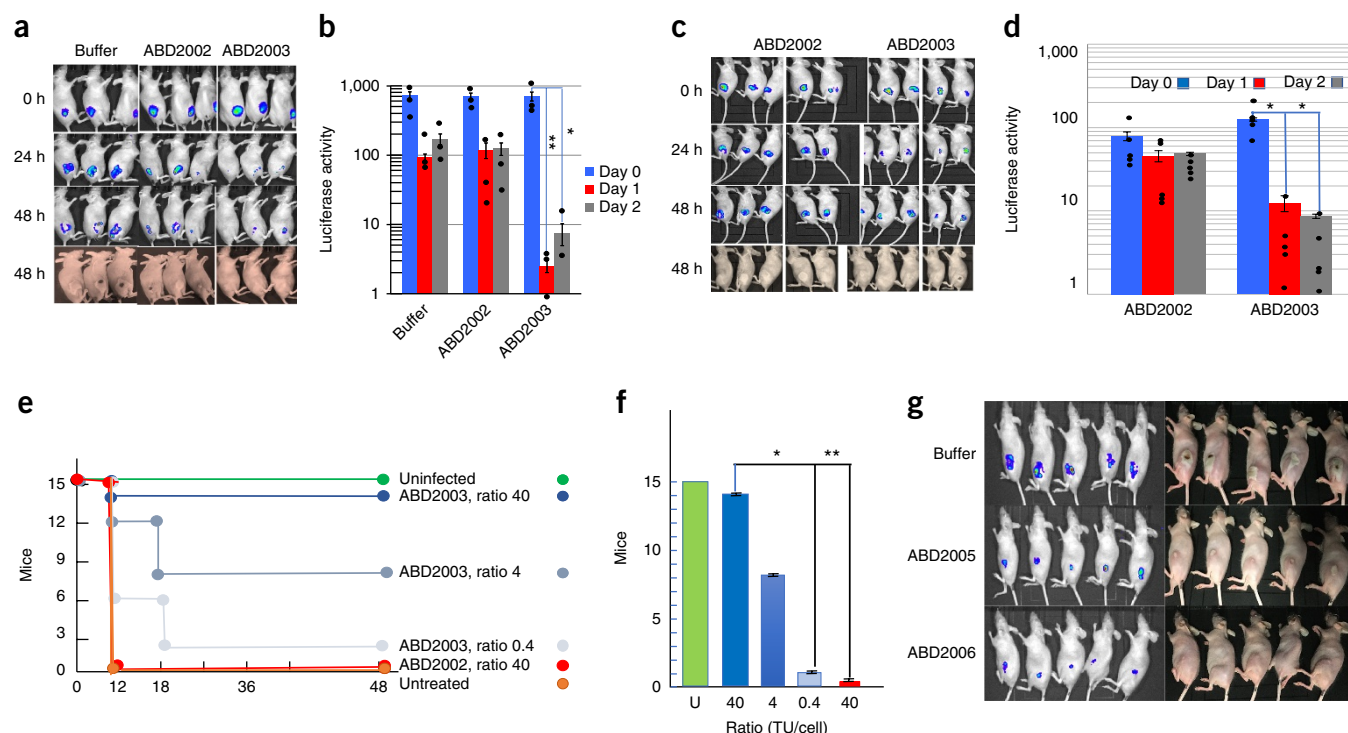 a
Buffer ABD2002 ABD2003
0 h
24 h
48 h
48 h
b
Luciferase activity
1,000
100
10
1
Buffer
ABD2002
ABD2003
**
*
Day 0
Day 1
Day 2
c
ABD2002 ABD2003
0 h
24 h
48 h
48 h
d
Luciferase activity
1,000
100
10
1
Day 0 Day 1 Day 2
* *
ABD2002 ABD2003
e
Mice
15
12
9
6
3
0
0 12 18 36 48
Uninfected
ABD2003, ratio 40
ABD2003, ratio 4
ABD2003, ratio 0.4
ABD2002, ratio 40
Untreated
f
Mice
15
10
5
0
* **
U 40 4 0.4 40
Ratio (TU/cell)
g
Buffer
ABD2005
ABD2006